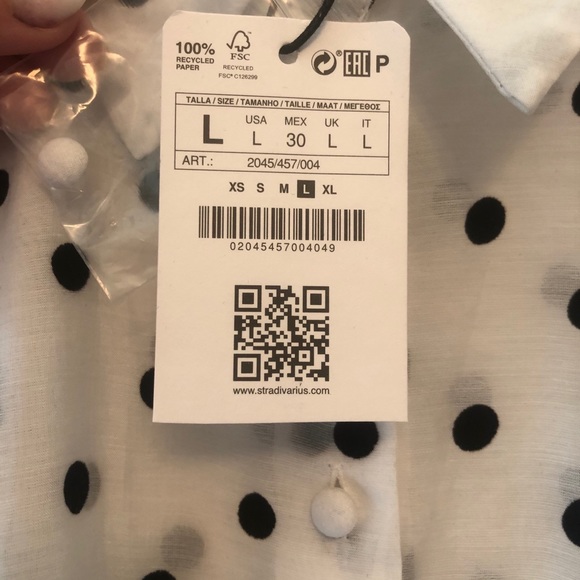 100%
RECYCLED
PAPER
FSC
RECYCLED
FSC® C126299
® EAC P
TALLA / SIZE / TAMANHO / TAILLE / MAAT / ΜΕΓΕΘΟΣ
L USA MEX UK IT
L 30 L L
ART.: 2045/457/004
XS S M L XL
02045457004049
www.stradivarius.com